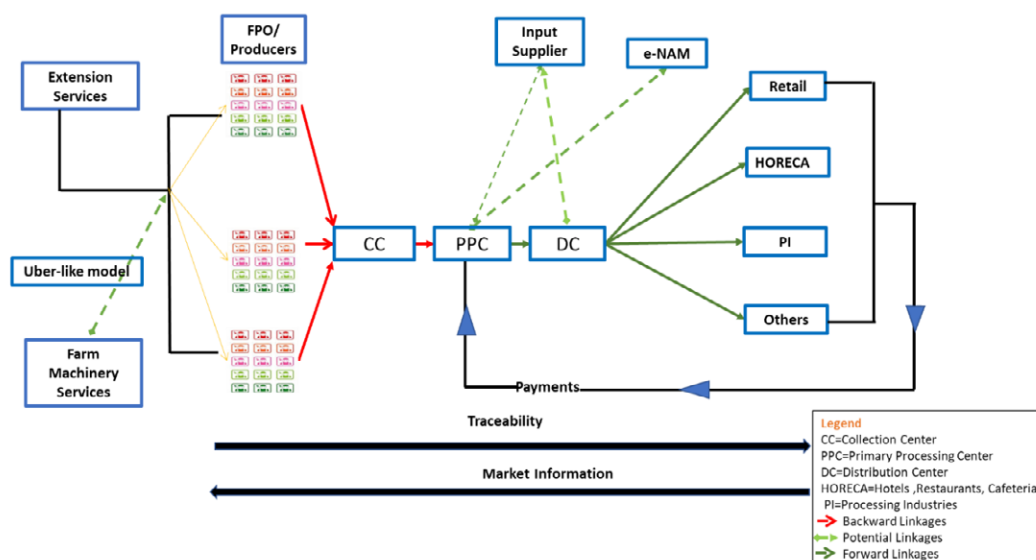 FPO/
Producers
Input
Supplier
e-NAM
Extension
Services
Retail
HORECA
CC
PPC
DC
PI
Uber-like model
Others
Farm
Machinery
Services
Payments
Traceability
Market Information
Legend
CC=Collection Center
PPC=Primary Processing Center
DC=Distribution Center
HORECA=Hotels ,Restaurants, Cafeteria
PI=Processing Industries
Backward Linkages
Potential Linkages
Forward Linkages